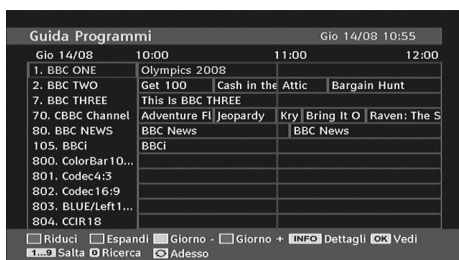 Guida Programmi Gio 14/08 10:55
Gio 14/08 10:00 11:00 12:00
1. BBC ONE Olympics 2008
2. BBC TWO Get 100 Cash in the Attic Bargain Hunt
7. BBC THREE This Is BBC THREE
70. CBBC Channel Adventure Fl Jeopardy Kry Bring It O Raven: The S
80. BBC NEWS BBC News BBC News
105. BBCi BBCi
800. ColorBar10...
801. Codec4:3
802. Codec16:9
803. BLUE/Left1...
804. CCIR18
Riduci Espandi Giorno - Giorno + INFO Dettagli OK Vedi
1...9 Salta 0 Ricerca Adesso